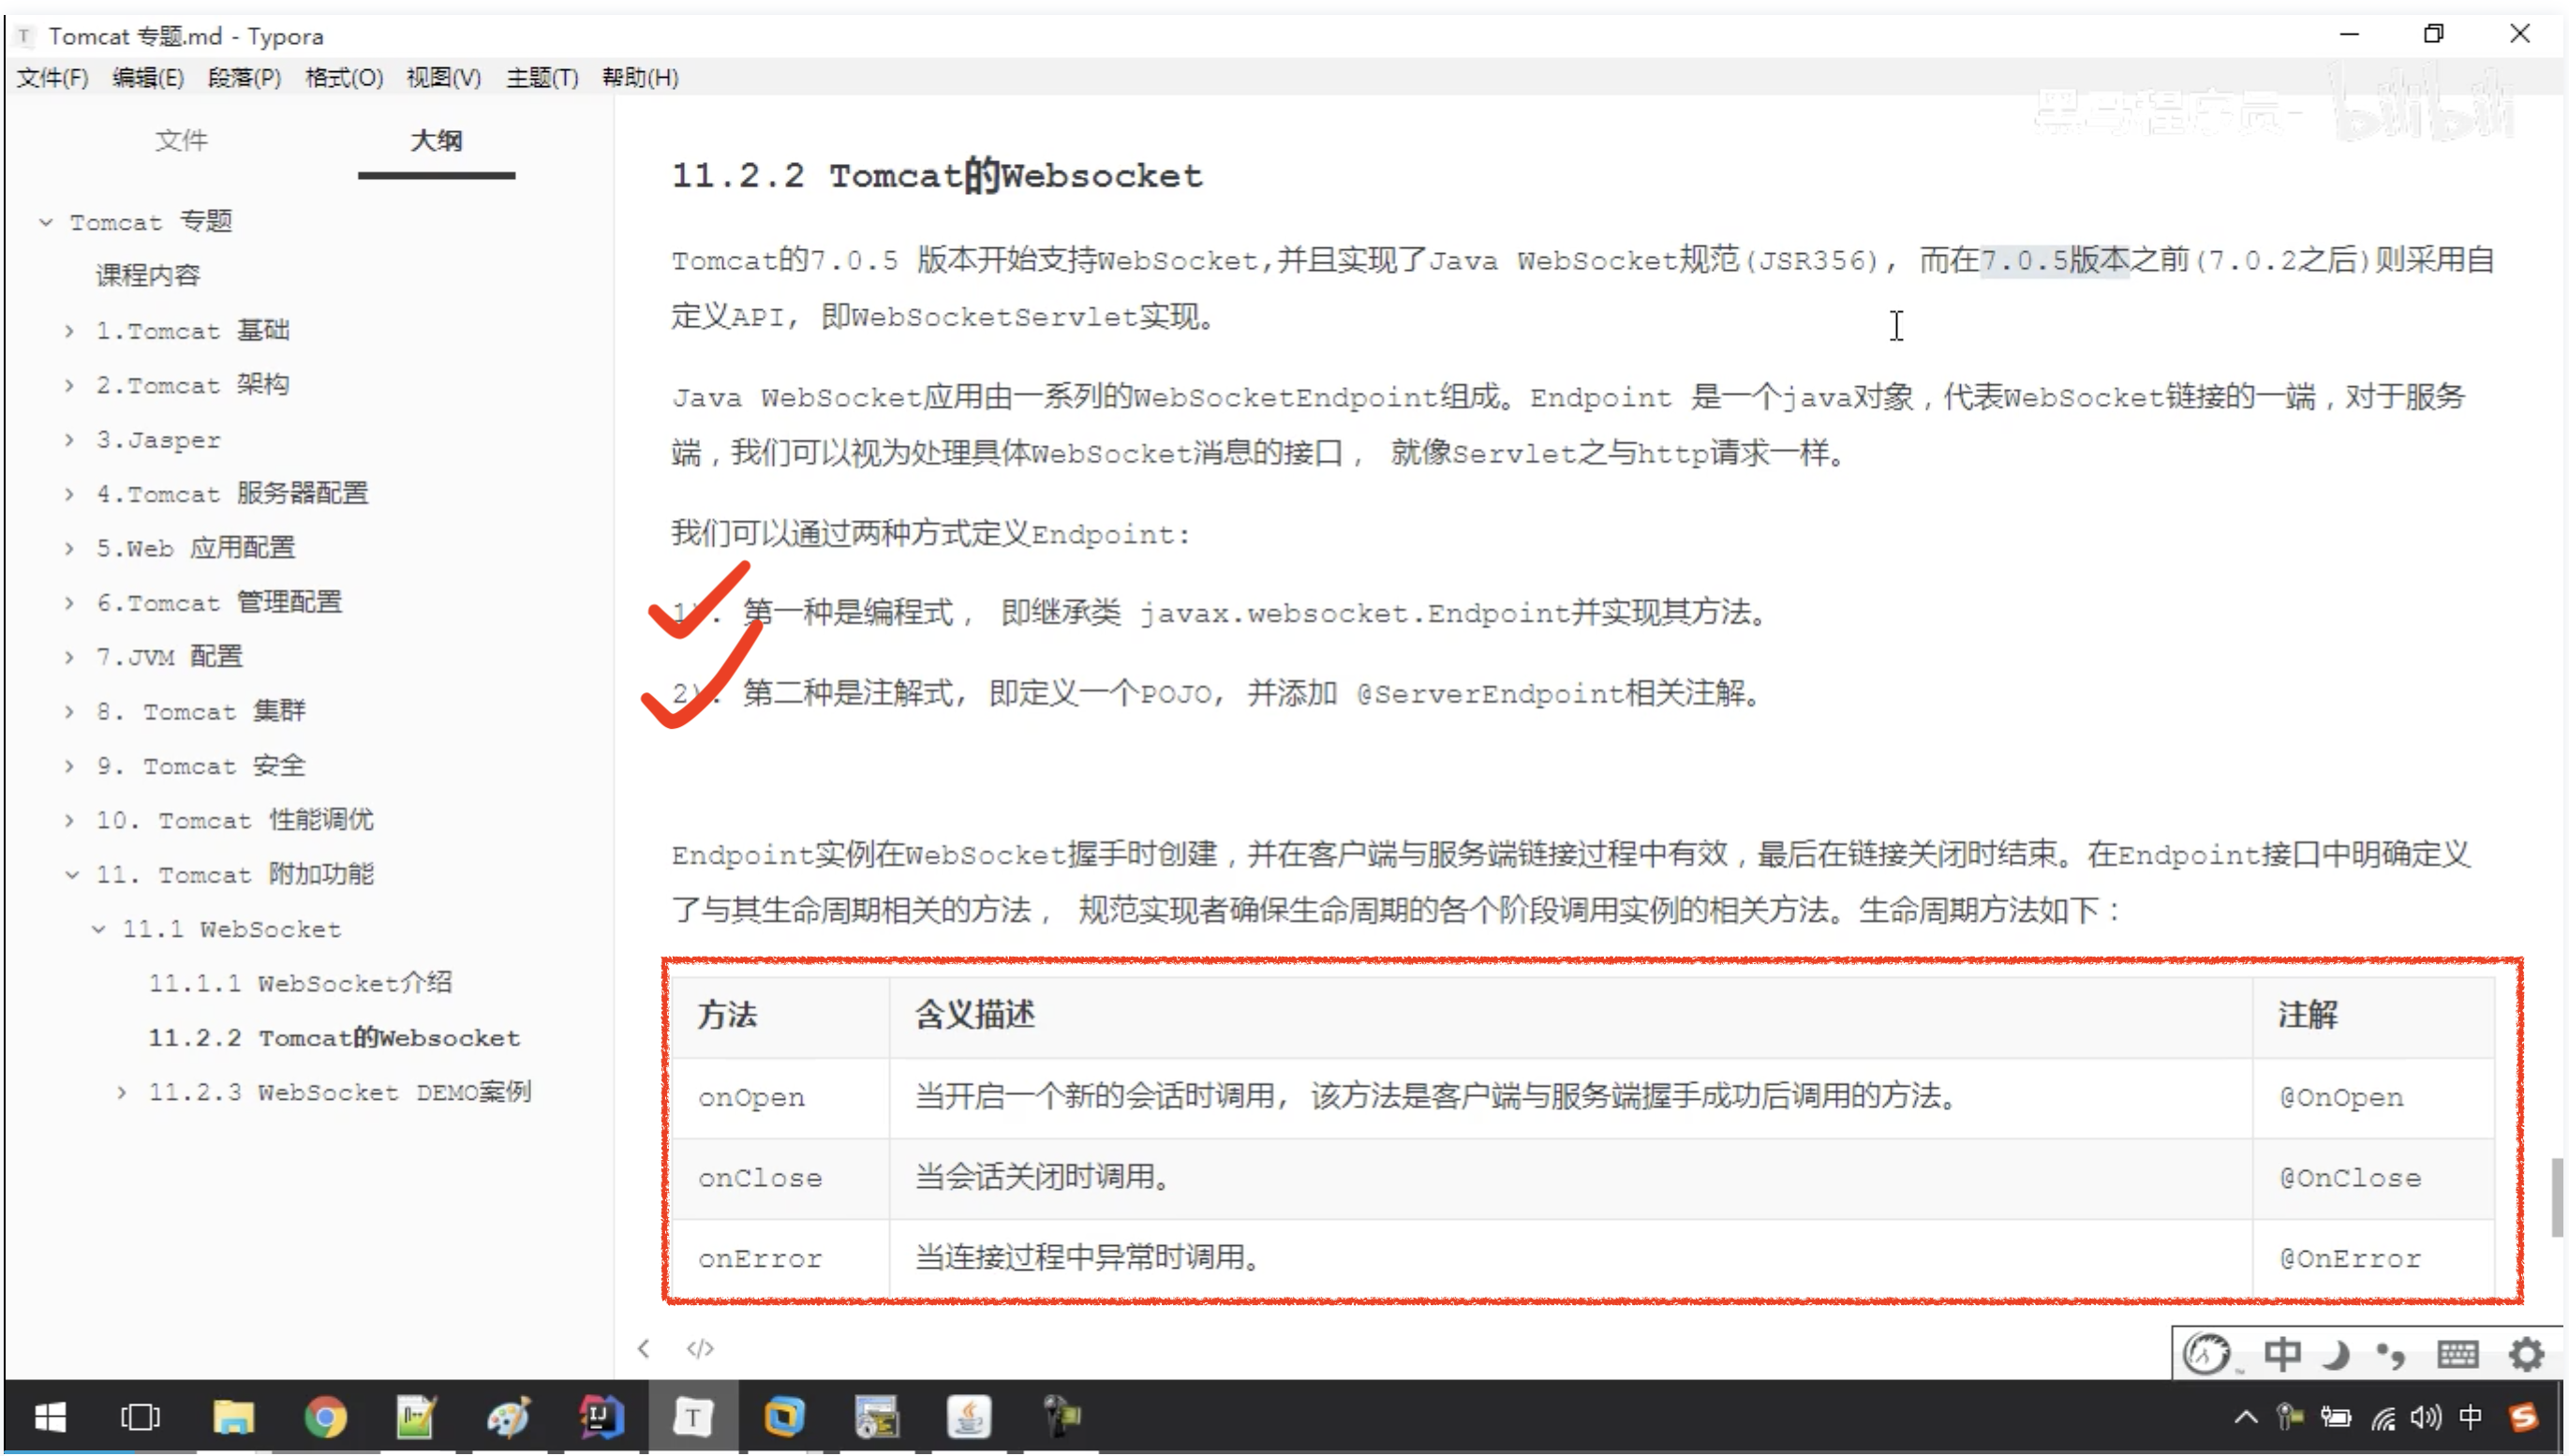 Tomcat 专题.md - Typora
文件(F) 编辑(E) 段落(P) 格式(O) 视图(V) 主题(T) 帮助(H)
黑马程序员- bilibili
文件 大纲
Tomcat 专题
课程内容
1.Tomcat 基础
2.Tomcat 架构
3.Jasper
4.Tomcat 服务器配置
5.Web 应用配置
6.Tomcat 管理配置
7.JVM 配置
8. Tomcat 集群
9. Tomcat 安全
10. Tomcat 性能调优
11. Tomcat 附加功能
11.1 WebSocket
11.1.1 WebSocket介绍
11.2.2 Tomcat的Websocket
11.2.3 WebSocket DEMO案例
11.2.2 Tomcat的Websocket
Tomcat的7.0.5 版本开始支持WebSocket,并且实现了Java WebSocket规范(JSR356), 而在7.0.5版本之前(7.0.2之后)则采用自
定义API, 即WebSocketServlet实现。
Java WebSocket应用由一系列的WebSocketEndpoint组成。Endpoint 是一个java对象,代表WebSocket链接的一端,对于服务
端,我们可以视为处理具体WebSocket消息的接口, 就像Servlet之与http请求一样。
我们可以通过两种方式定义Endpoint:
1). 第一种是编程式, 即继承类 javax.websocket.Endpoint并实现其方法。
2). 第二种是注解式, 即定义一个POJO, 并添加 @ServerEndpoint相关注解。
Endpoint实例在WebSocket握手时创建,并在客户端与服务端链接过程中有效,最后在链接关闭时结束。在Endpoint接口中明确定义
了与其生命周期相关的方法, 规范实现者确保生命周期的各个阶段调用实例的相关方法。生命周期方法如下:
方法 含义描述 注解
onOpen 当开启一个新的会话时调用, 该方法是客户端与服务端握手成功后调用的方法。 @OnOpen
onClose 当会话关闭时调用。 @OnClose
onError 当连接过程中异常时调用。 @OnError
</>
中
IJ T 中